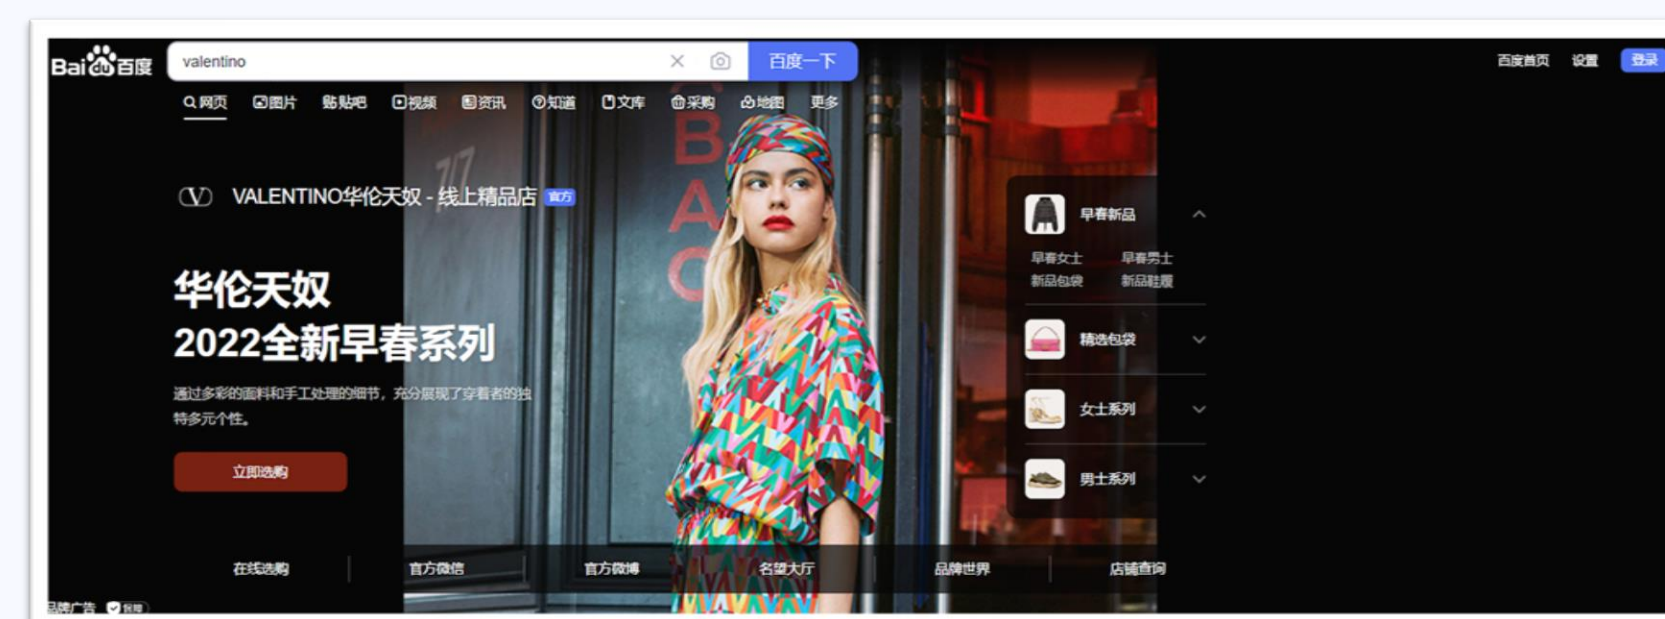 Bai du 百度
valentino
百度一下
百度首页 设置 登录
网页 图片 贴吧 视频 资讯 知道 文库 采购 地图 更多
17
B
A
VALENTINO华伦天奴 - 线上精品店 官方
华伦天奴
2022全新早春系列
通过多彩的面料和手工处理的细节，充分展现了穿着者的独
特多元个性。
立即选购
早春新品
早春女士 早春男士
新品包袋 新品鞋履
精选包袋
女士系列
男士系列
在线选购 官方微信 官方微博 名望大厅 品牌世界 店铺查询
品牌广告 保障